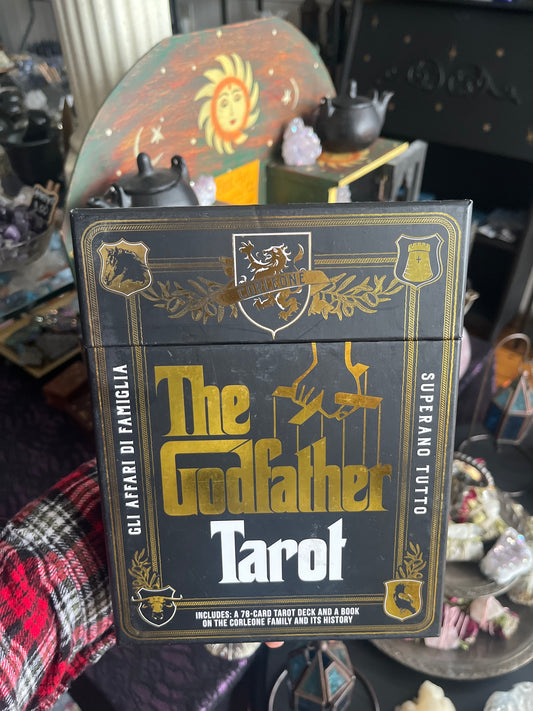 CORLEONE
GLI AFFARI DI FAMIGLIA
The
Godfather
Tarot
SUPERANO TUTTO
INCLUDES: A 78-CARD TAROT DECK AND A BOOK
ON THE CORLEONE FAMILY AND ITS HISTORY